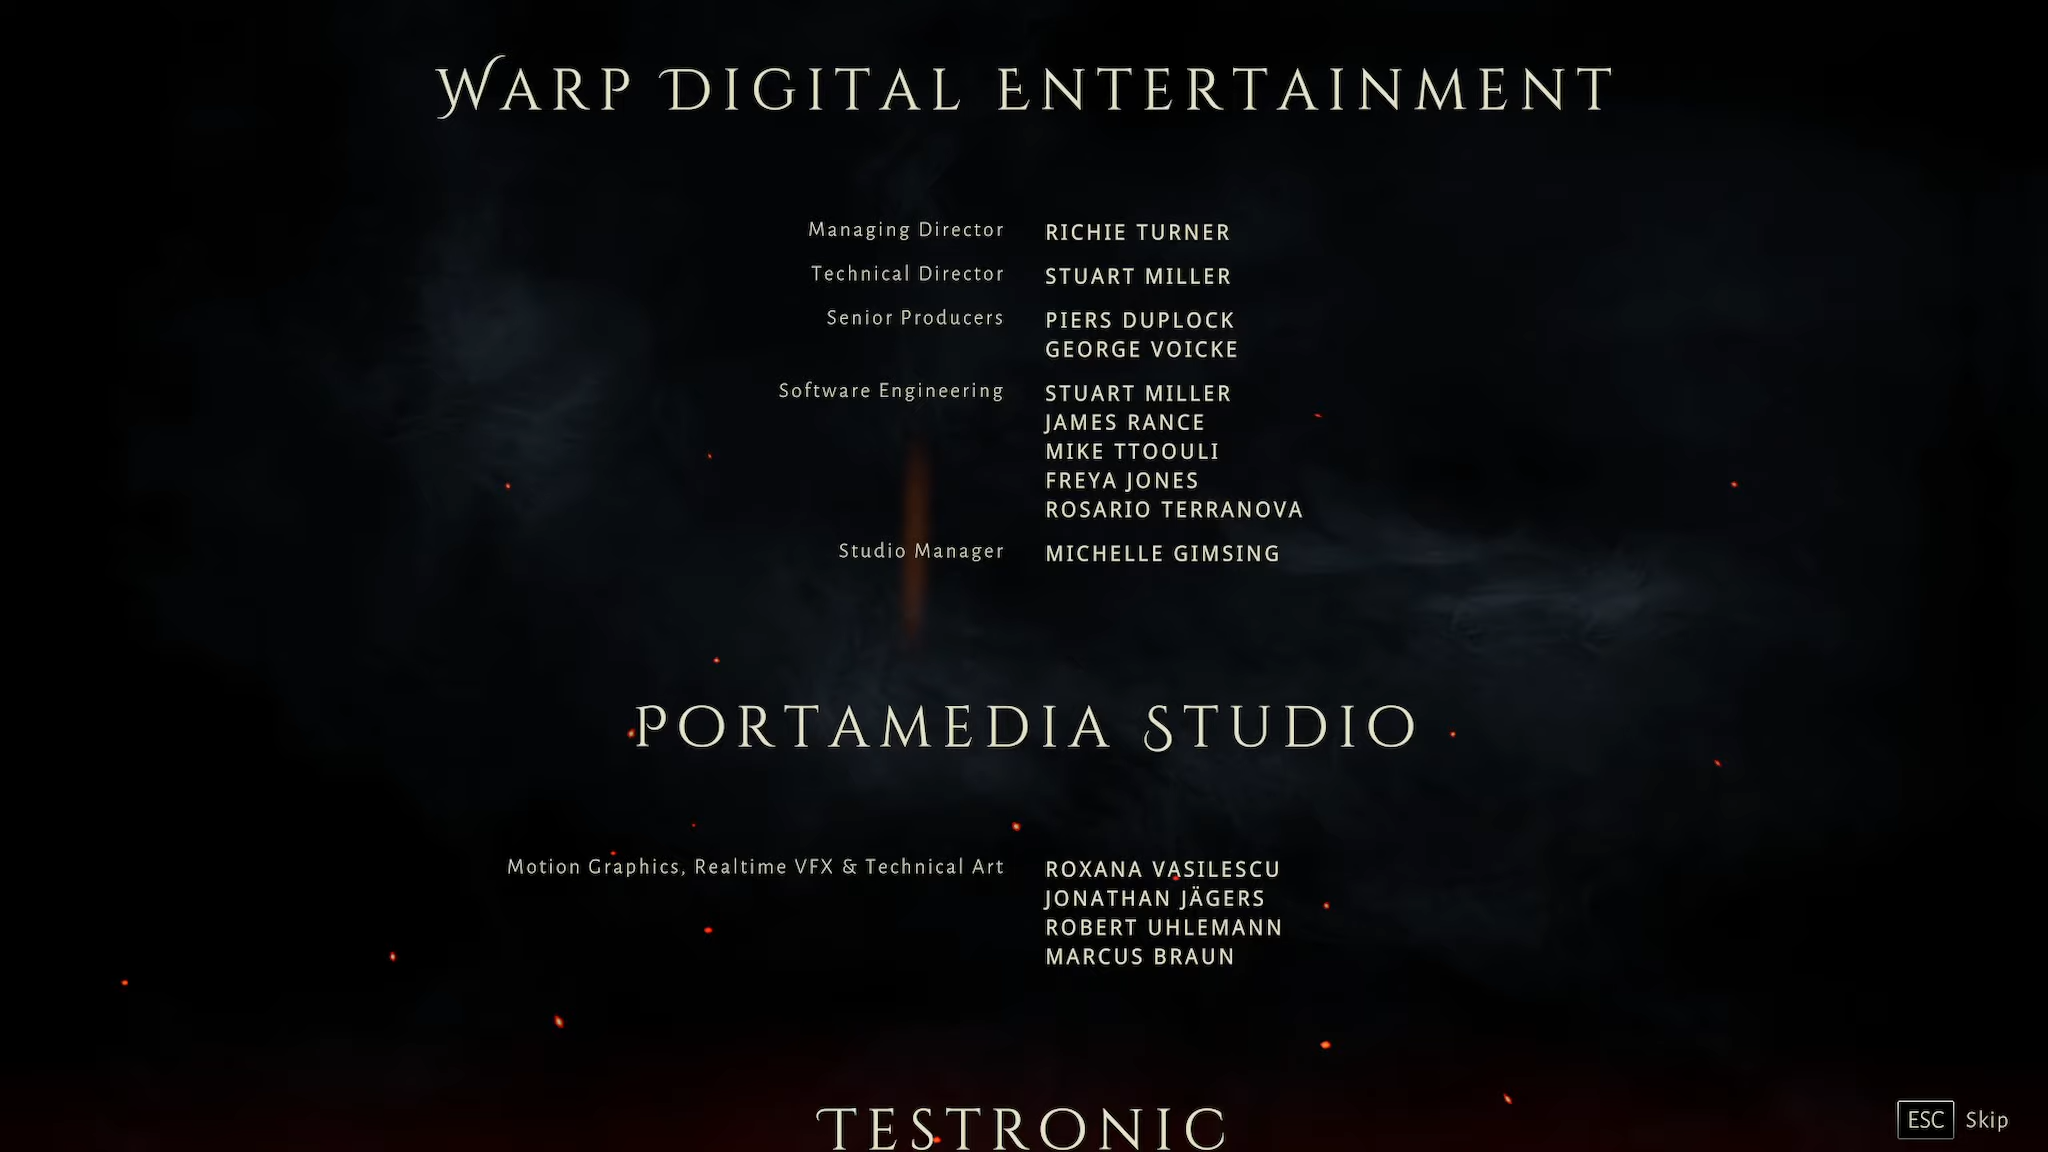 Warp Digital Entertainment
Managing Director RICHIE TURNER
Technical Director STUART MILLER
Senior Producers PIERS DUPLOCK
GEORGE VOICKE
Software Engineering STUART MILLER
JAMES RANCE
MIKE TTOOULI
FREYA JONES
ROSARIO TERRANOVA
Studio Manager MICHELLE GIMSING
Portamedia Studio
Motion Graphics, Realtime VFX & Technical Art ROXANA VASILESCU
JONATHAN JÄGERS
ROBERT UHLEMANN
MARCUS BRAUN
Testronic
ESC Skip